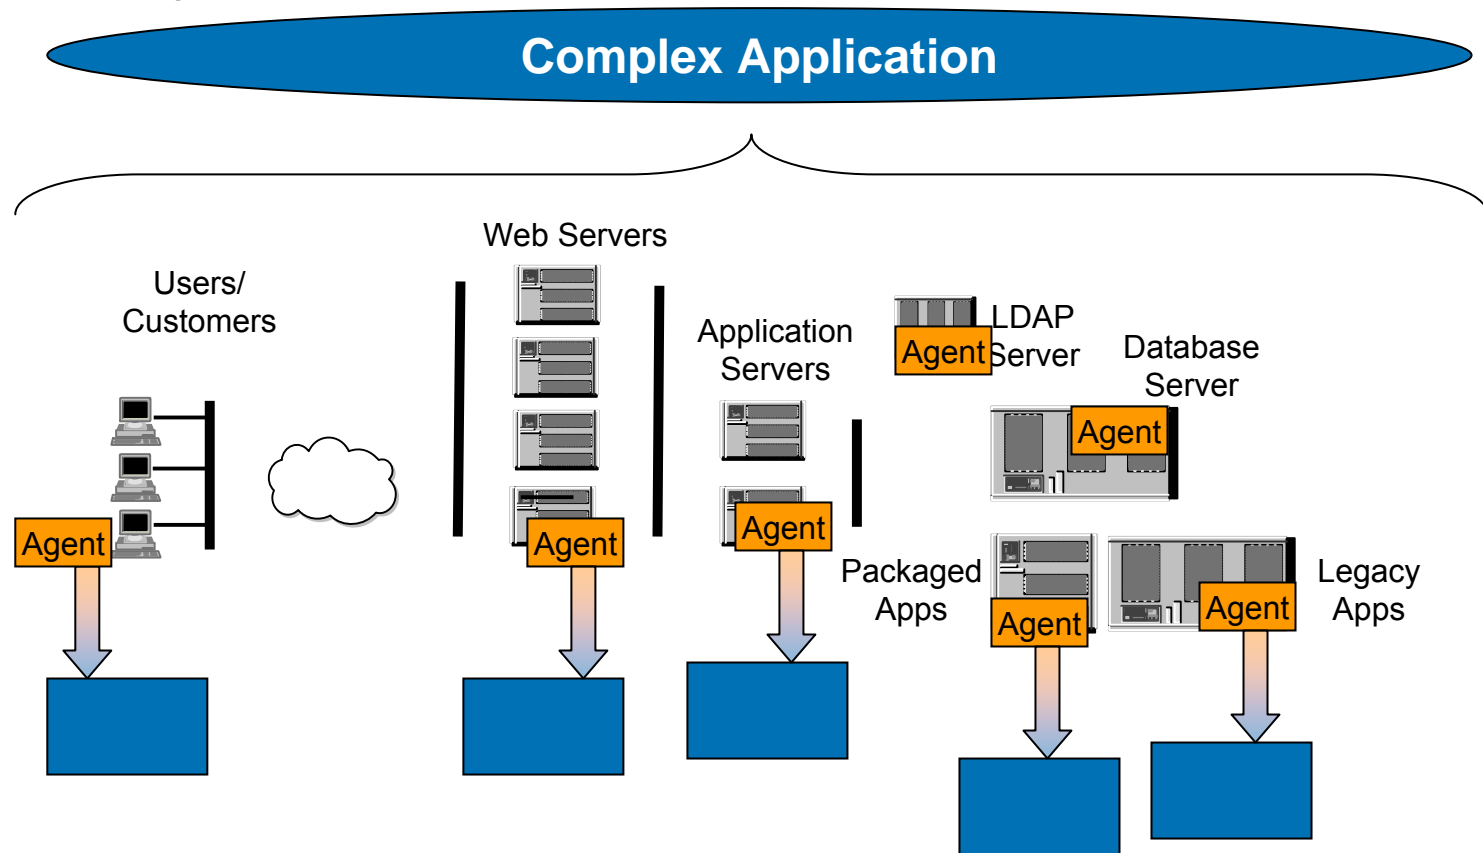 Complex Application
Web Servers
Users/
Customers
Application
Servers
LDAP
Server
Agent
Database
Server
Agent
Agent
Agent
Agent
Packaged
Apps
Agent
Agent
Legacy
Apps